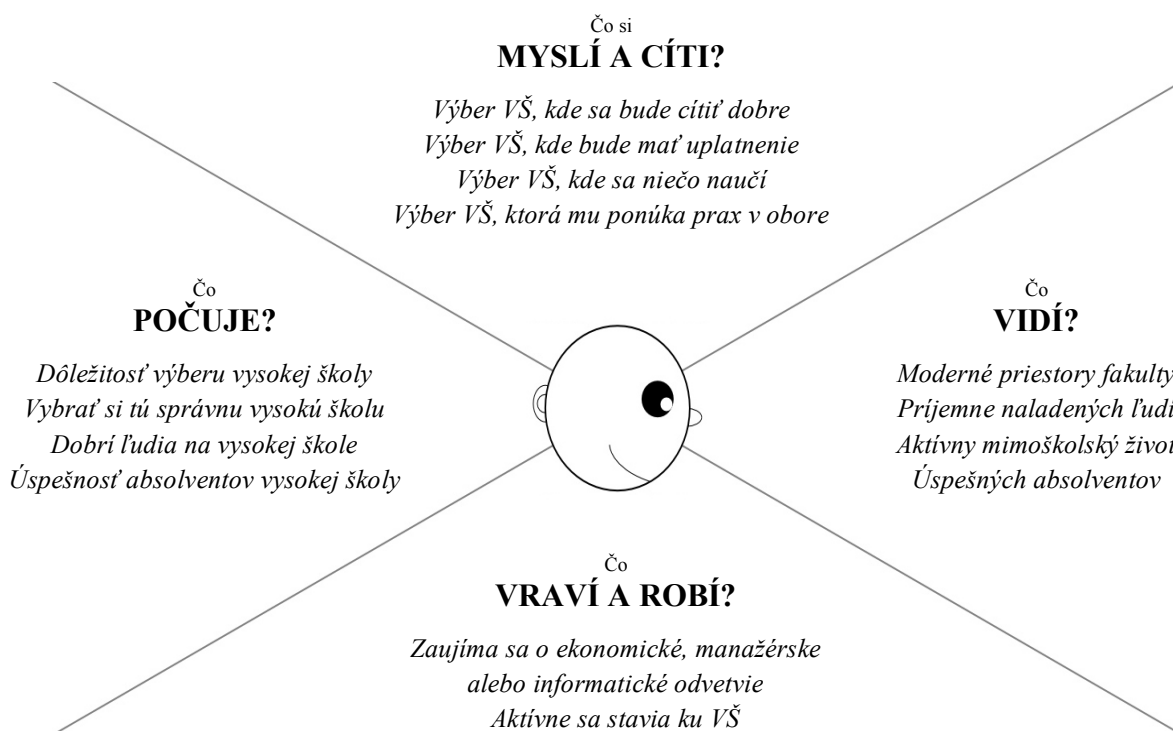 Čo si
MYSLÍ A CÍTI?
Výber VŠ, kde sa bude cítiť dobre
Výber VŠ, kde bude mať uplatnenie
Výber VŠ, kde sa niečo naučí
Výber VŠ, ktorá mu ponúka prax v obore
Čo
POČUJE?
Dôležitosť výberu vysokej školy
Vybrať si tú správnu vysokú školu
Dobrí ľudia na vysokej škole
Úspešnosť absolventov vysokej školy
Čo
VIDÍ?
Moderné priestory fakulty
Príjemne naladených ľudí
Aktívny mimoškolský život
Úspešných absolventov
Čo
VRAVÍ A ROBÍ?
Zaujíma sa o ekonomické, manažérske
alebo informatické odvetvie
Aktívne sa stavia ku VŠ